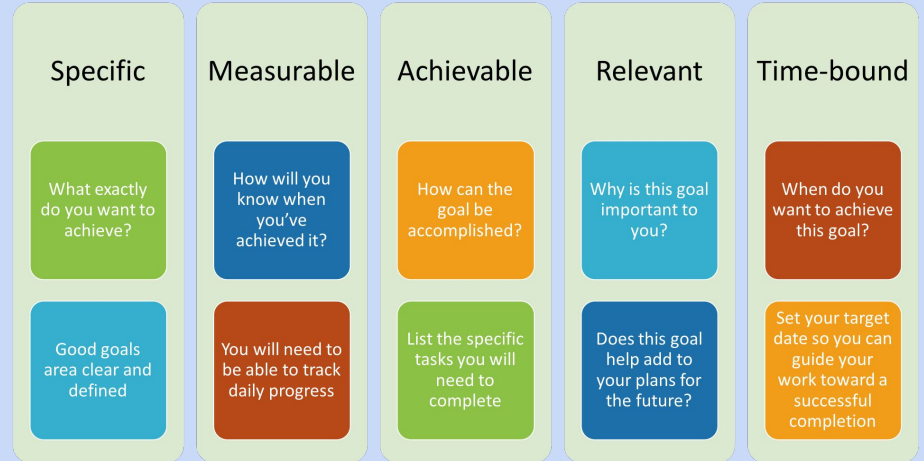 Specific
What exactly
do you want to
achieve?
Good goals
area clear and
defined
Measurable
How will you
know when
you've
achieved it?
You will need to
be able to track
daily progress
Achievable
How can the
goal be
accomplished?
List the specific
tasks you will
need to
complete
Relevant
Why is this goal
important to
you?
Does this goal
help add to
your plans for
the future?
Time-bound
When do you
want to achieve
this goal?
Set your target
date so you can
guide your
work toward a
successful
completion